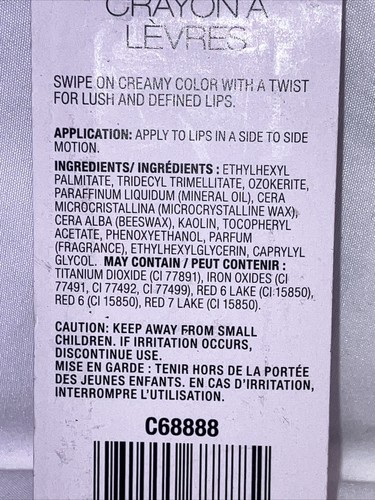 CRAYON À
LÈVRES
SWIPE ON CREAMY COLOR WITH A TWIST
FOR LUSH AND DEFINED LIPS.
APPLICATION: APPLY TO LIPS IN A SIDE TO SIDE
MOTION.
INGREDIENTS/ INGRÉDIENTS : ETHYLHEXYL
PALMITATE, TRIDECYL TRIMELLITATE, OZOKERITE,
PARAFFINUM LIQUIDUM (MINERAL OIL), CERA
MICROCRISTALLINA (MICROCRYSTALLINE WAX),
CERA ALBA (BEESWAX), KAOLIN, TOCOPHERYL
ACETATE, PHENOXYETHANOL, PARFUM
(FRAGRANCE), ETHYLHEXYLGLYCERIN, CAPRYLYL
GLYCOL. MAY CONTAIN / PEUT CONTENIR :
TITANIUM DIOXIDE (CI 77891), IRON OXIDES (CI
77491, CI 77492, CI 77499), RED 6 LAKE (CI 15850),
RED 6 (CI 15850), RED 7 LAKE (CI 15850).
CAUTION: KEEP AWAY FROM SMALL
CHILDREN. IF IRRITATION OCCURS,
DISCONTINUE USE.
MISE EN GARDE : TENIR HORS DE LA PORTÉE
DES JEUNES ENFANTS. EN CAS D'IRRITATION,
INTERROMPRE L'UTILISATION.
C68888